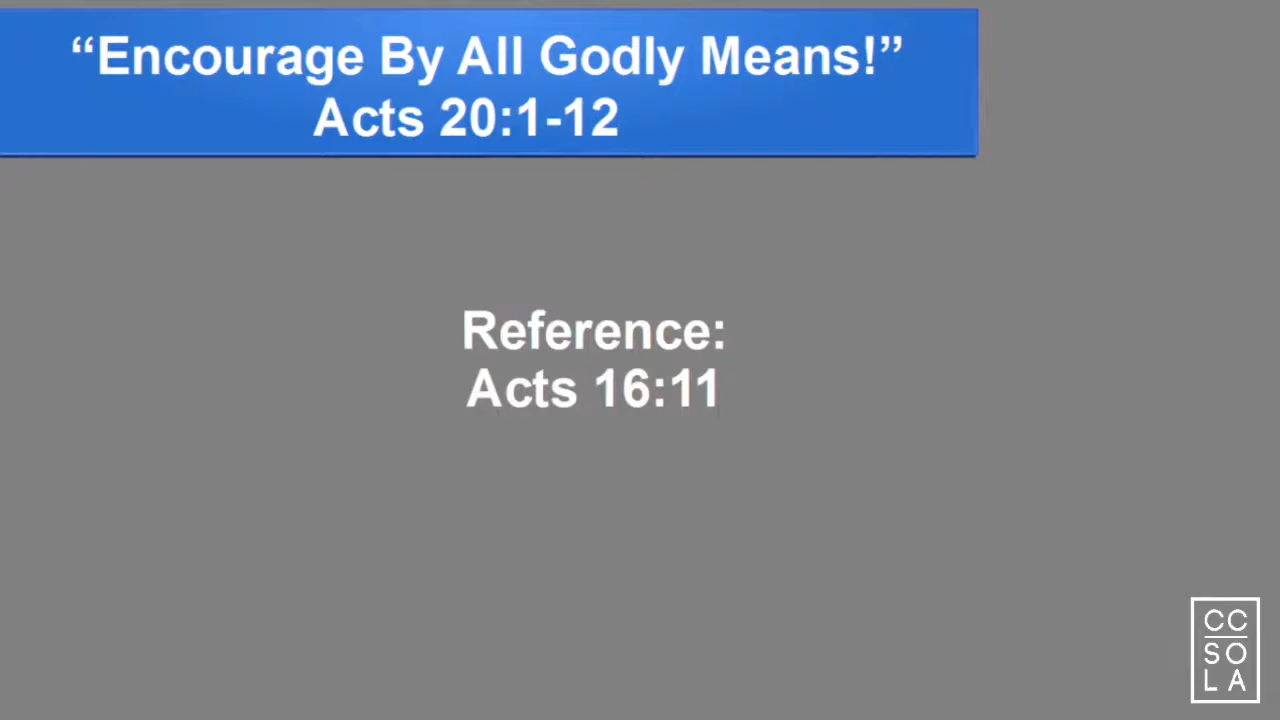 “Encourage By All Godly Means!”
Acts 20:1-12
Reference:
Acts 16:11
CC
SO
LA